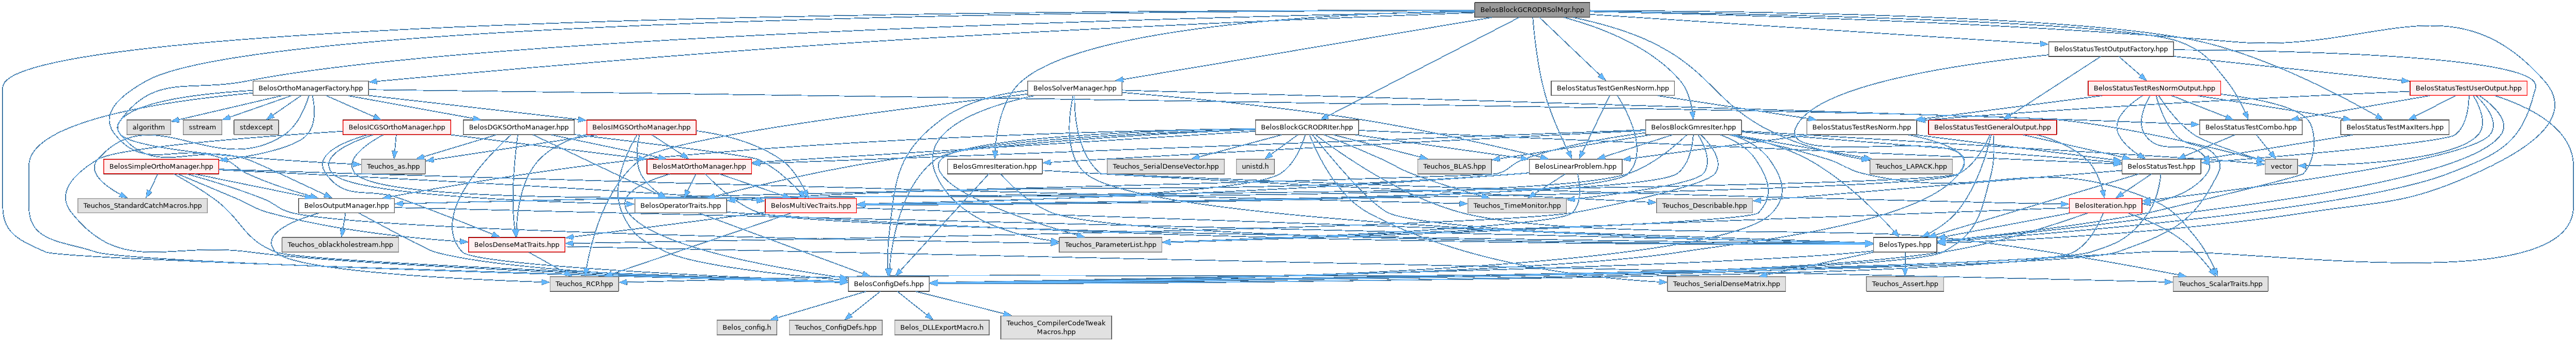 BelosBlockGCRODRSolMgr.hpp
BelosStatusTestOutputFactory.hpp
BelosOrthoManagerFactory.hpp
BelosSolverManager.hpp
BelosStatusTestGenResNorm.hpp
BelosStatusTestResNormOutput.hpp
BelosStatusTestUserOutput.hpp
algorithm
sstream
stdexcept
BelosICGSOrthoManager.hpp
BelosDGKSOrthoManager.hpp
BelosIMGSOrthoManager.hpp
BelosBlockGCRODRIter.hpp
BelosBlockGmresIter.hpp
BelosStatusTestResNorm.hpp
BelosStatusTestGeneralOutput.hpp
BelosStatusTestCombo.hpp
BelosStatusTestMaxIters.hpp
BelosSimpleOrthoManager.hpp
Teuchos_as.hpp
BelosMatOrthoManager.hpp
BelosGmresIteration.hpp
Teuchos_SerialDenseVector.hpp
unistd.h
Teuchos_BLAS.hpp
BelosLinearProblem.hpp
Teuchos_LAPACK.hpp
BelosStatusTest.hpp
vector
Teuchos_StandardCatchMacros.hpp
BelosOutputManager.hpp
BelosOperatorTraits.hpp
BelosMultiVecTraits.hpp
Teuchos_TimeMonitor.hpp
Teuchos_Describable.hpp
BelosIteration.hpp
Teuchos_oblackholestream.hpp
BelosDenseMatTraits.hpp
Teuchos_ParameterList.hpp
BelosTypes.hpp
Teuchos_RCP.hpp
BelosConfigDefs.hpp
Teuchos_SerialDenseMatrix.hpp
Teuchos_Assert.hpp
Teuchos_ScalarTraits.hpp
Belos_config.h
Teuchos_ConfigDefs.hpp
Belos_DLLExportMacro.h
Teuchos_CompilerCodeTweak
Macros.hpp